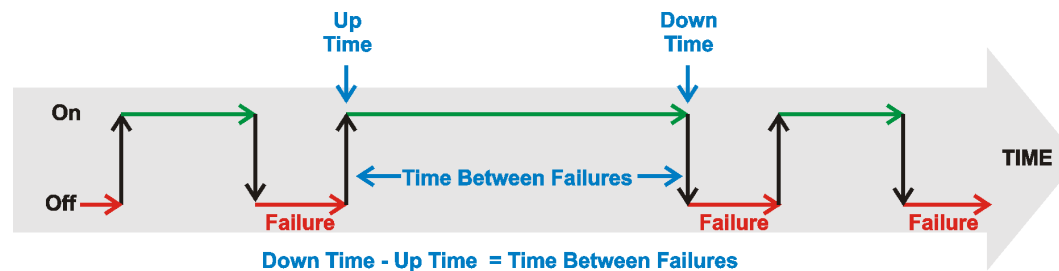 Up
Time
Down
Time
On
TIME
Time Between Failures
Off
Failure
Failure
Failure
Down Time - Up Time = Time Between Failures